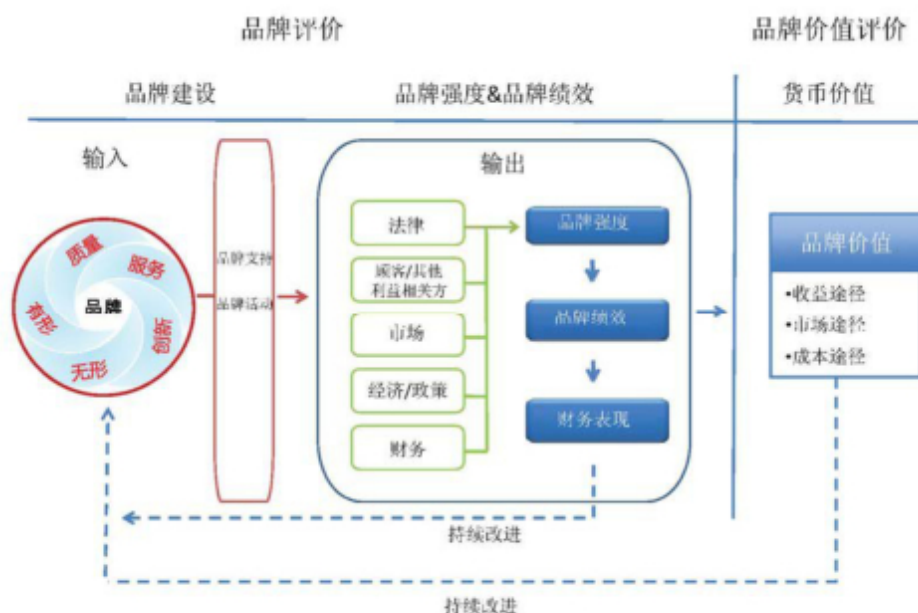 品牌评价
品牌价值评价
品牌建设
品牌强度&品牌绩效
货币价值
输入
输出
质量
服务
有形
品牌
创新
无形
品牌支持
品牌活动
法律
顾客/其他
利益相关方
市场
经济/政策
财务
品牌强度
品牌绩效
财务表现
品牌价值
•收益途径
•市场途径
•成本途径
持续改进
持续改进